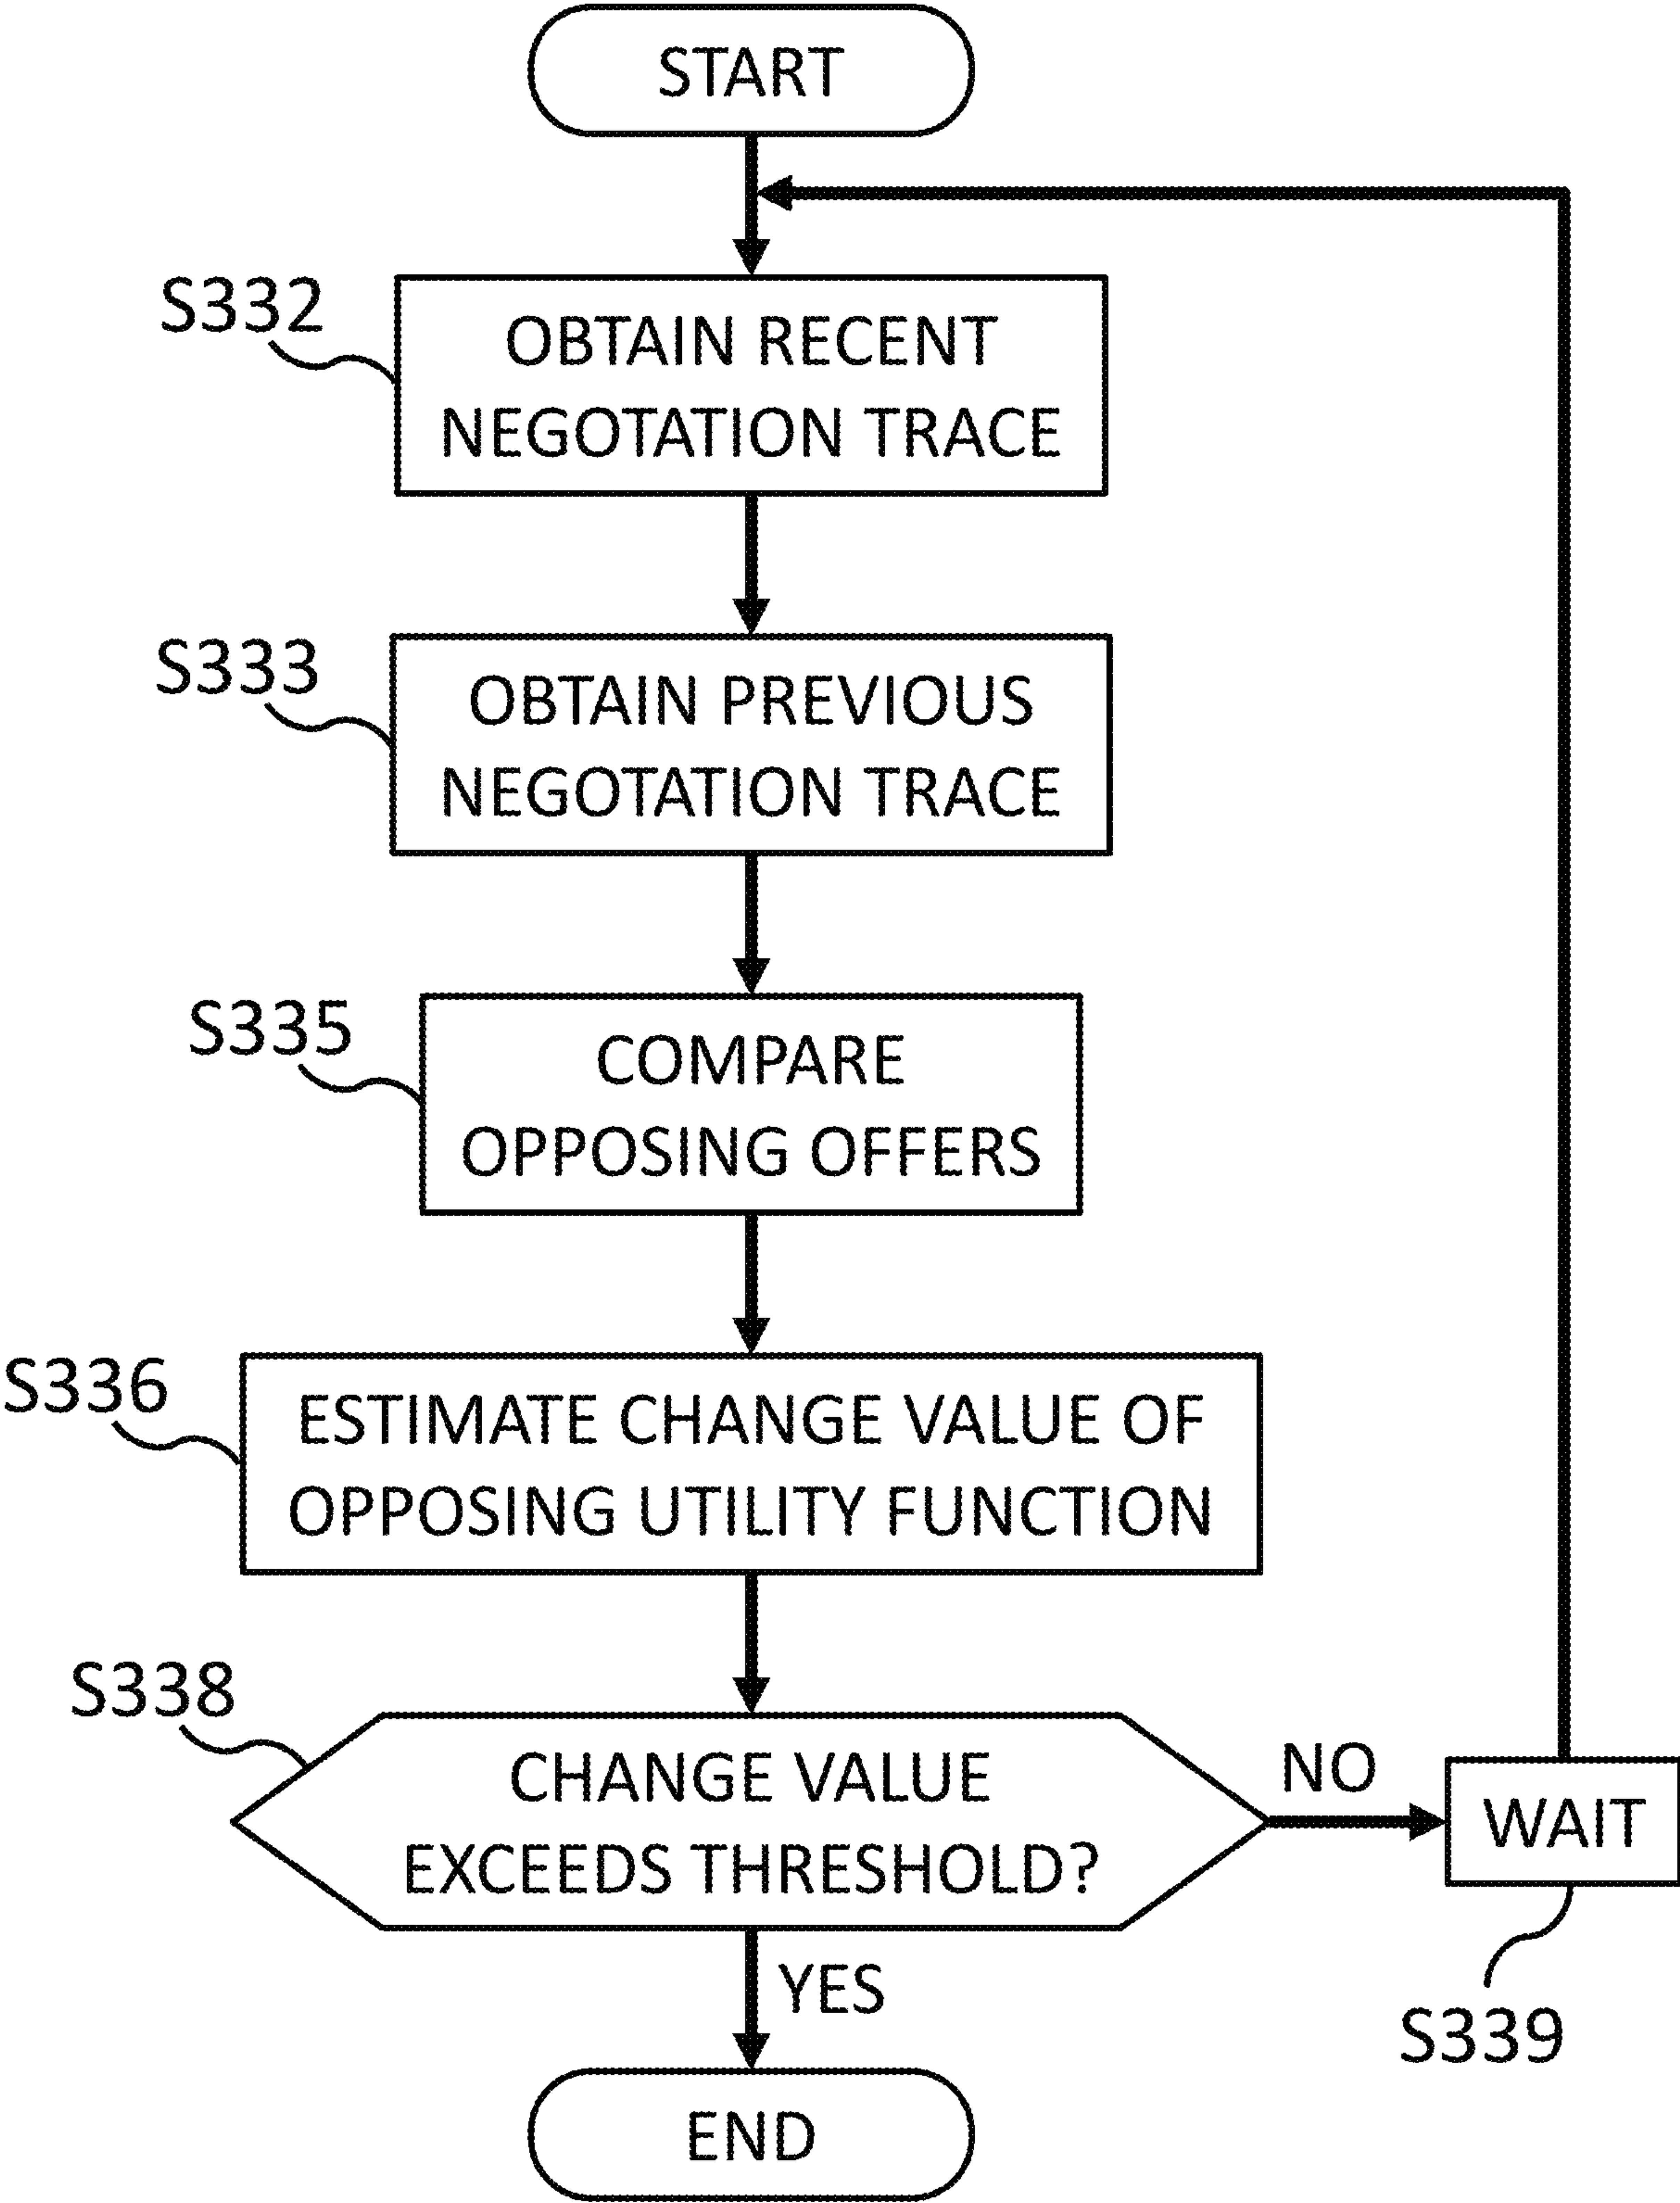 START
S332
OBTAIN RECENT
NEGOTATION TRACE
S333
OBTAIN PREVIOUS
NEGOTATION TRACE
S335
COMPARE
OPPOSING OFFERS
S336
ESTIMATE CHANGE VALUE OF
OPPOSING UTILITY FUNCTION
S338
CHANGE VALUE
EXCEEDS THRESHOLD?
NO
WAIT
YES
S339
END